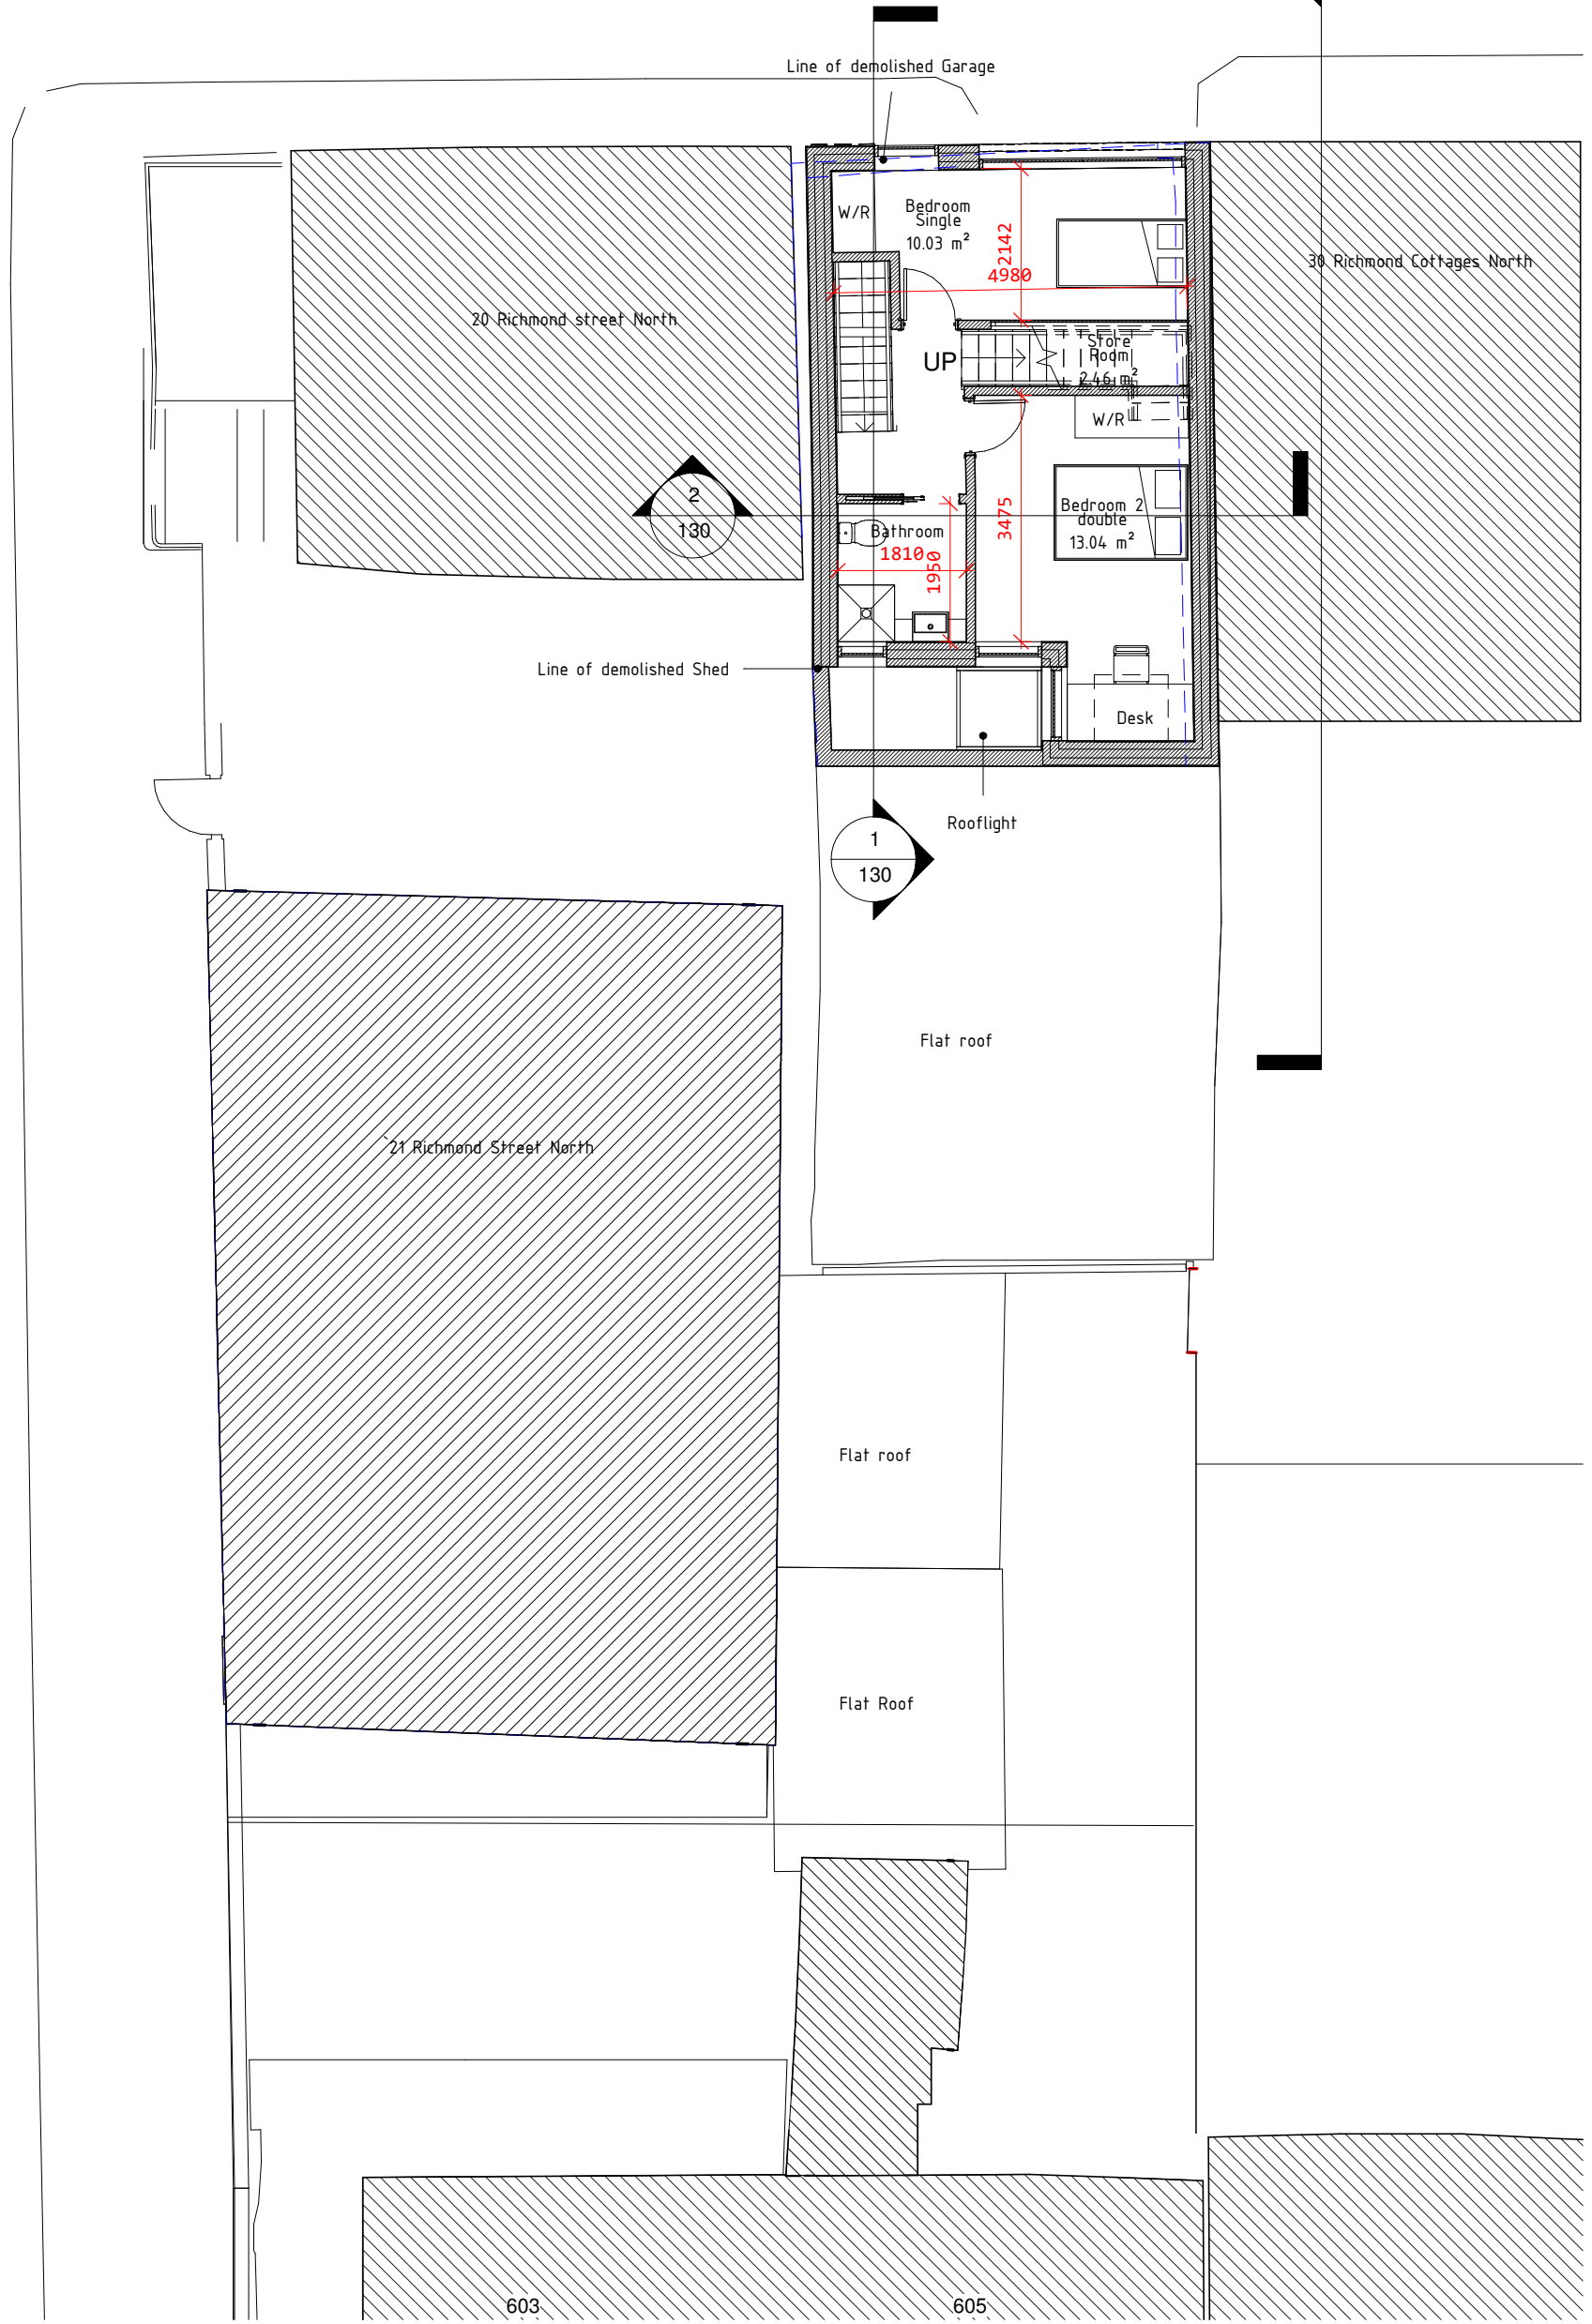 Line of demolished Garage
W/R
Bedroom
Single
10.03 m²
2142
4980
30 Richmond Cottages North
20 Richmond street North
UP
Store
Room
2.46 m²
W/R
2
130
Bedroom 2
double
13.04 m²
3475
Bathroom
1810
1950
Line of demolished Shed
Desk
Rooflight
1
130
Flat roof
`21 Richmond Street North
Flat roof
Flat Roof
603
605